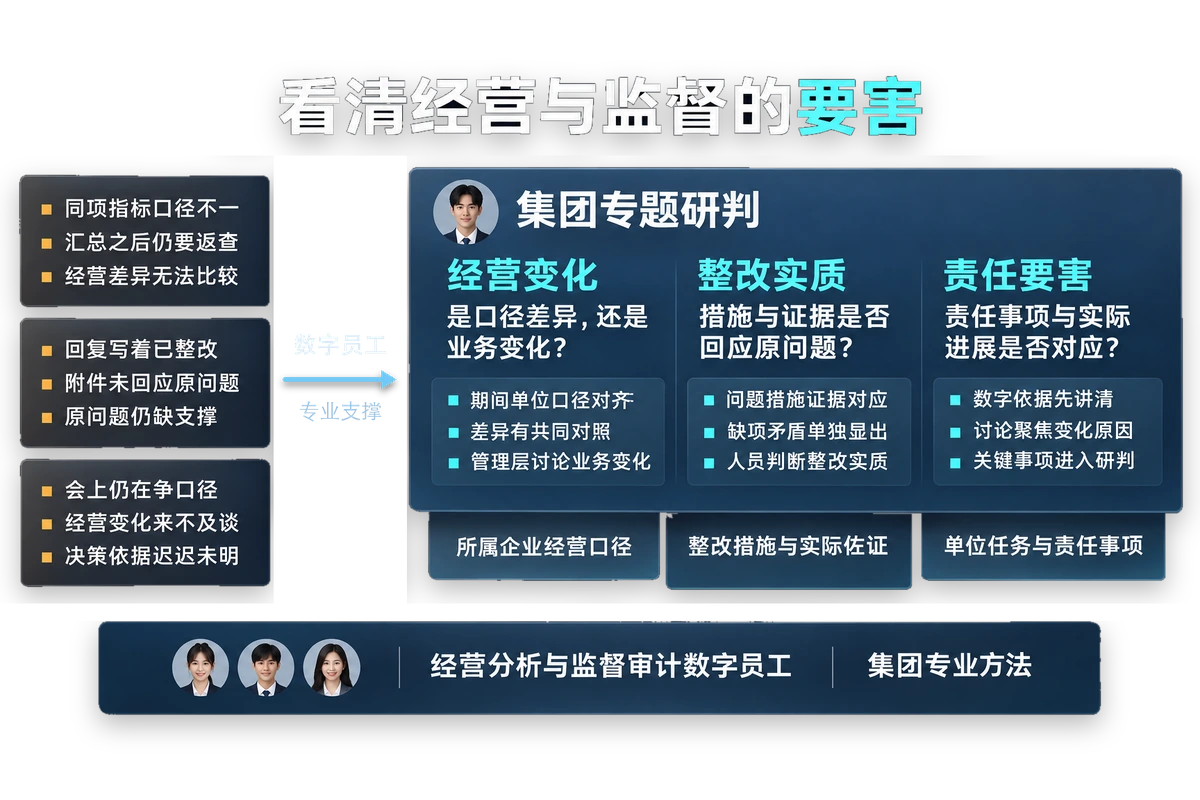 看清经营与监督的要害
同项指标口径不一
汇总之后仍要返查
经营差异无法比较
回复写着已整改
附件未回应原问题
原问题仍缺支撑
会上仍在争口径
经营变化来不及谈
决策依据迟迟未明
数字员工
专业支撑
集团专题研判
经营变化
是口径差异,还是
业务变化?
期间单位口径对齐
差异有共同对照
管理层讨论业务变化
整改实质
措施与证据是否
回应原问题?
问题措施证据对应
缺项矛盾单独显出
人员判断整改实质
责任要害
责任事项与实际
进展是否对应?
数字依据先讲清
讨论聚焦变化原因
关键事项进入研判
所属企业经营口径
整改措施与实际佐证
单位任务与责任事项
经营分析与监督审计数字员工
集团专业方法